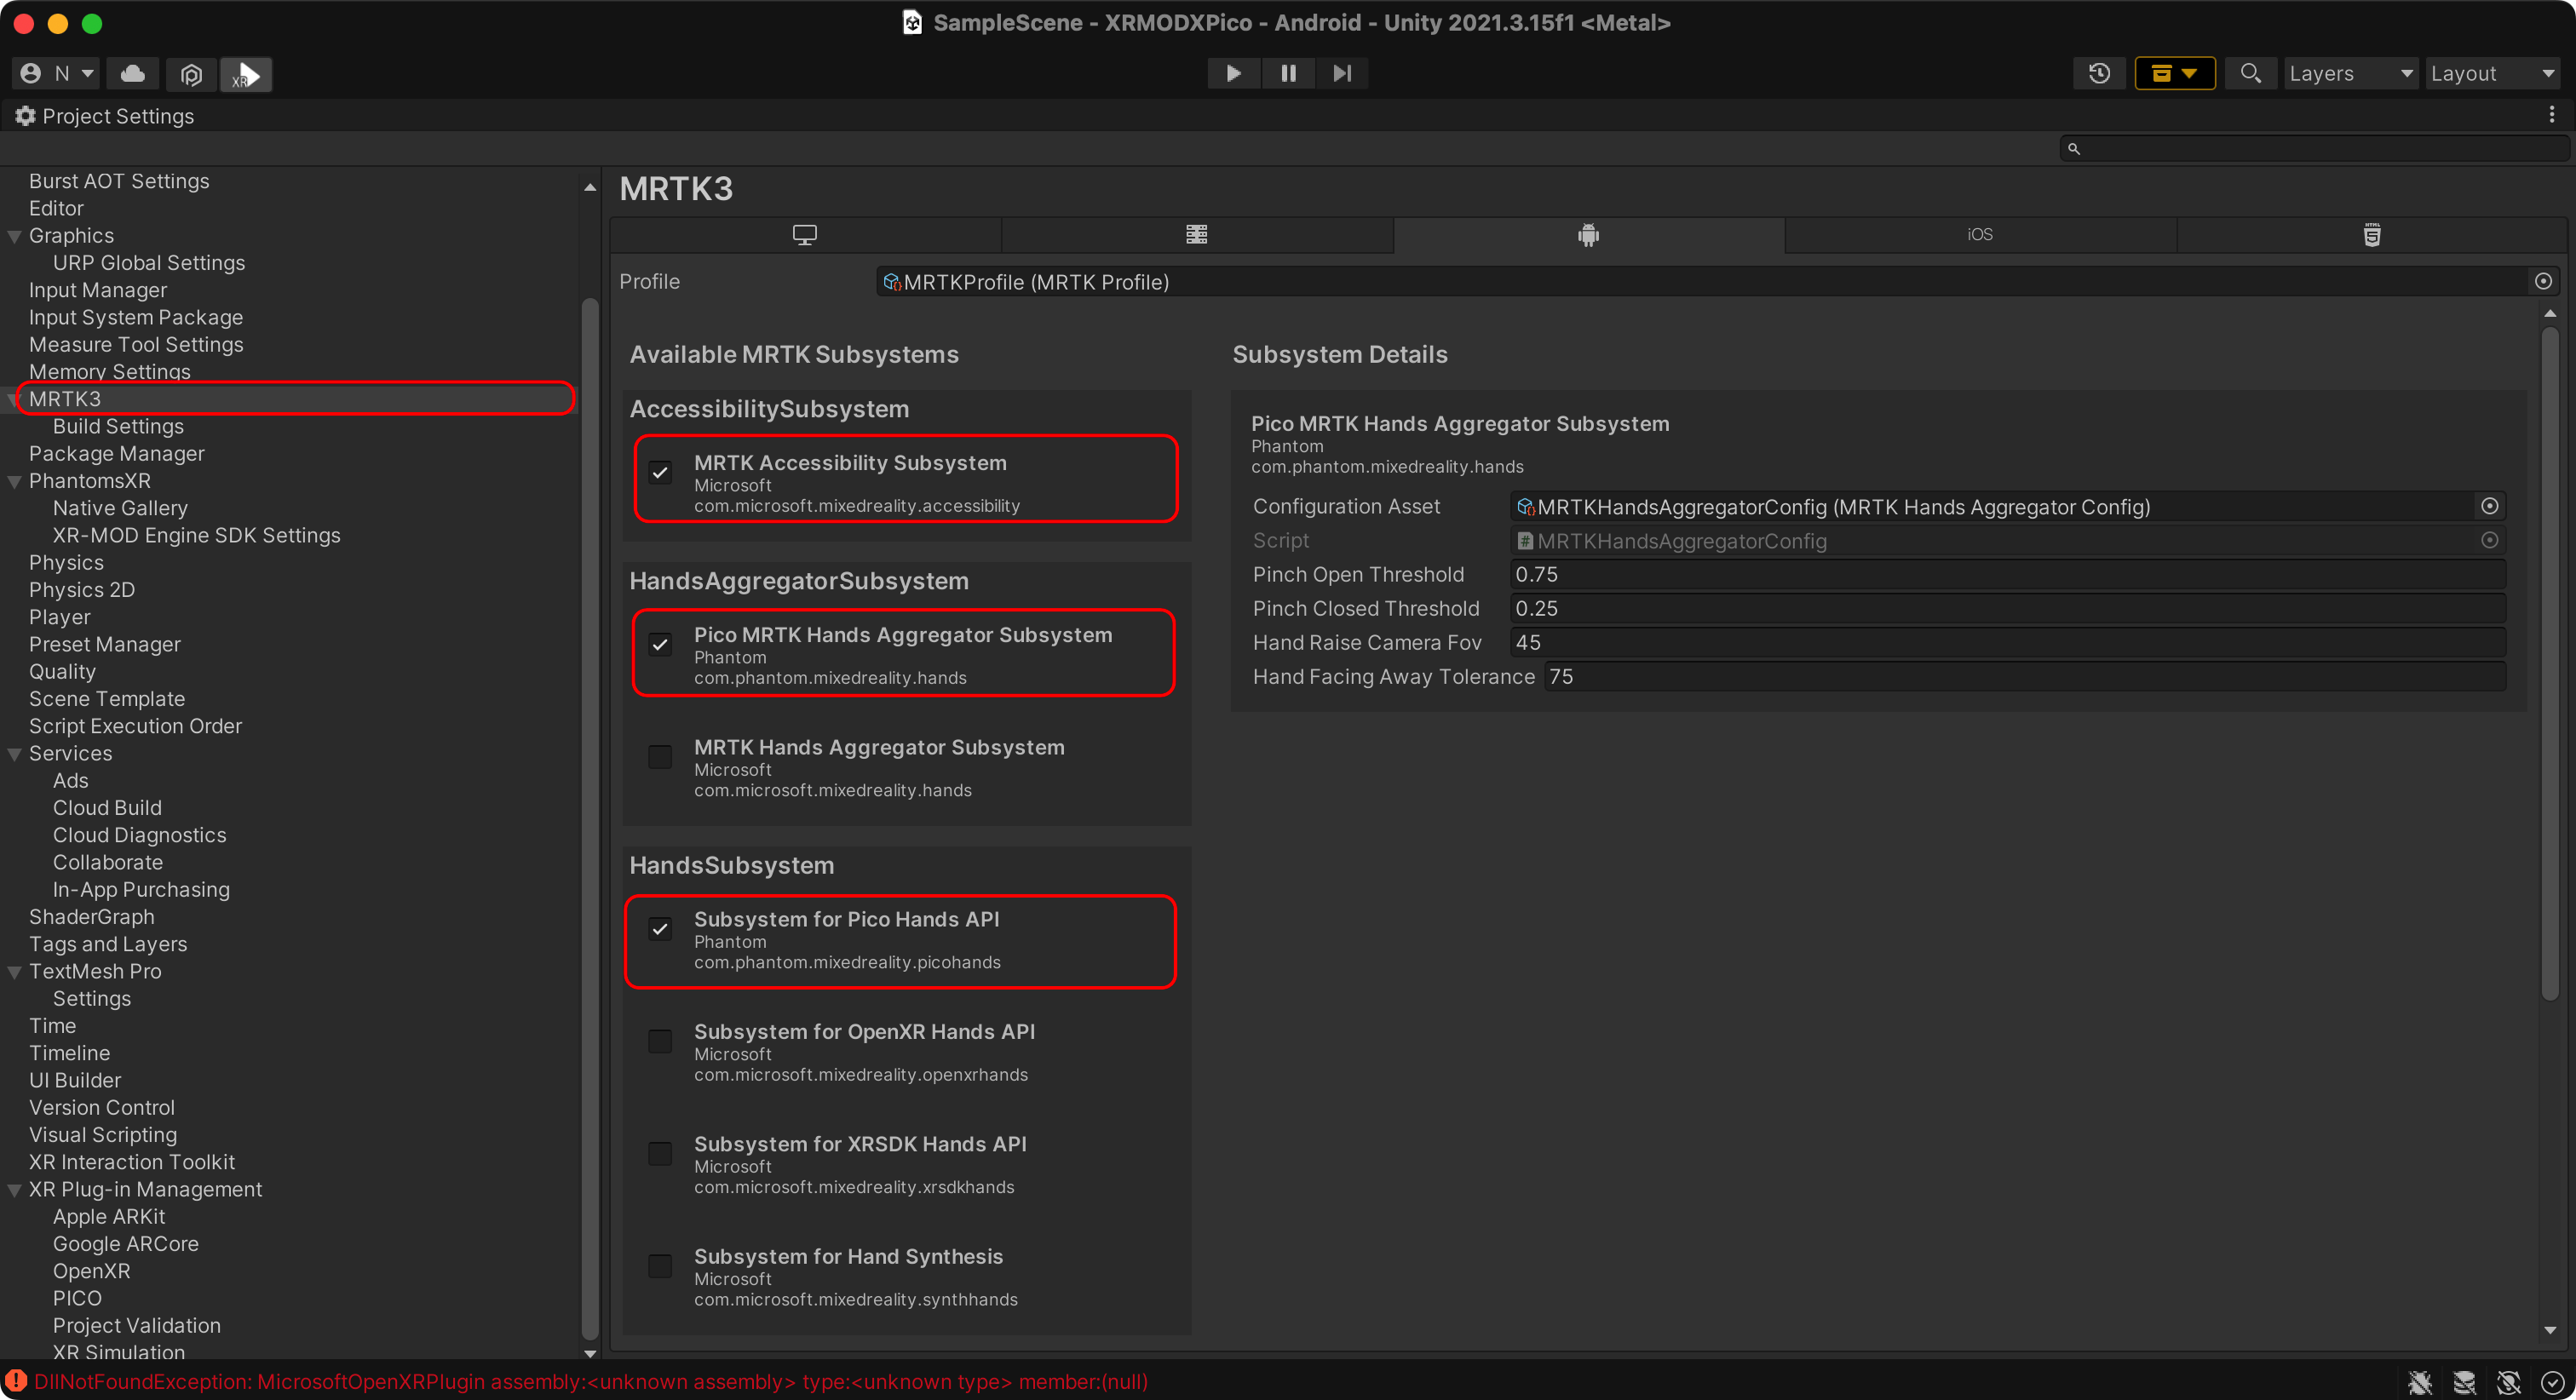 SampleScene - XRMODXPico - Android - Unity 2021.3.15f1 <Metal>
N
XR
Layers
Layout
Project Settings
Burst AOT Settings
Editor
Graphics
URP Global Settings
Input Manager
Input System Package
Measure Tool Settings
Memory Settings
MRTK3
Build Settings
Package Manager
PhantomsXR
Native Gallery
XR-MOD Engine SDK Settings
Physics
Physics 2D
Player
Preset Manager
Quality
Scene Template
Script Execution Order
Services
Ads
Cloud Build
Cloud Diagnostics
Collaborate
In-App Purchasing
ShaderGraph
Tags and Layers
TextMesh Pro
Settings
Time
Timeline
UI Builder
Version Control
Visual Scripting
XR Interaction Toolkit
XR Plug-in Management
Apple ARKit
Google ARCore
OpenXR
PICO
Project Validation
XR Simulation
MRTK3
iOS
HTML
5
Profile
MRTKProfile (MRTK Profile)
Available MRTK Subsystems
AccessibilitySubsystem
MRTK Accessibility Subsystem
Microsoft
com.microsoft.mixedreality.accessibility
HandsAggregatorSubsystem
Pico MRTK Hands Aggregator Subsystem
Phantom
com.phantom.mixedreality.hands
MRTK Hands Aggregator Subsystem
Microsoft
com.microsoft.mixedreality.hands
HandsSubsystem
Subsystem for Pico Hands API
Phantom
com.phantom.mixedreality.picohands
Subsystem for OpenXR Hands API
Microsoft
com.microsoft.mixedreality.openxrhands
Subsystem for XRSDK Hands API
Microsoft
com.microsoft.mixedreality.xrsdkhands
Subsystem for Hand Synthesis
Microsoft
com.microsoft.mixedreality.synthhands
Subsystem Details
Pico MRTK Hands Aggregator Subsystem
Phantom
com.phantom.mixedreality.hands
Configuration Asset
MRTKHandsAggregatorConfig (MRTK Hands Aggregator Config)
Script
MRTKHandsAggregatorConfig
Pinch Open Threshold
0.75
Pinch Closed Threshold
0.25
Hand Raise Camera Fov
45
Hand Facing Away Tolerance
75
DllNotFoundException: MicrosoftOpenXRPlugin assembly:<unknown assembly> type:<unknown type> member:(null)